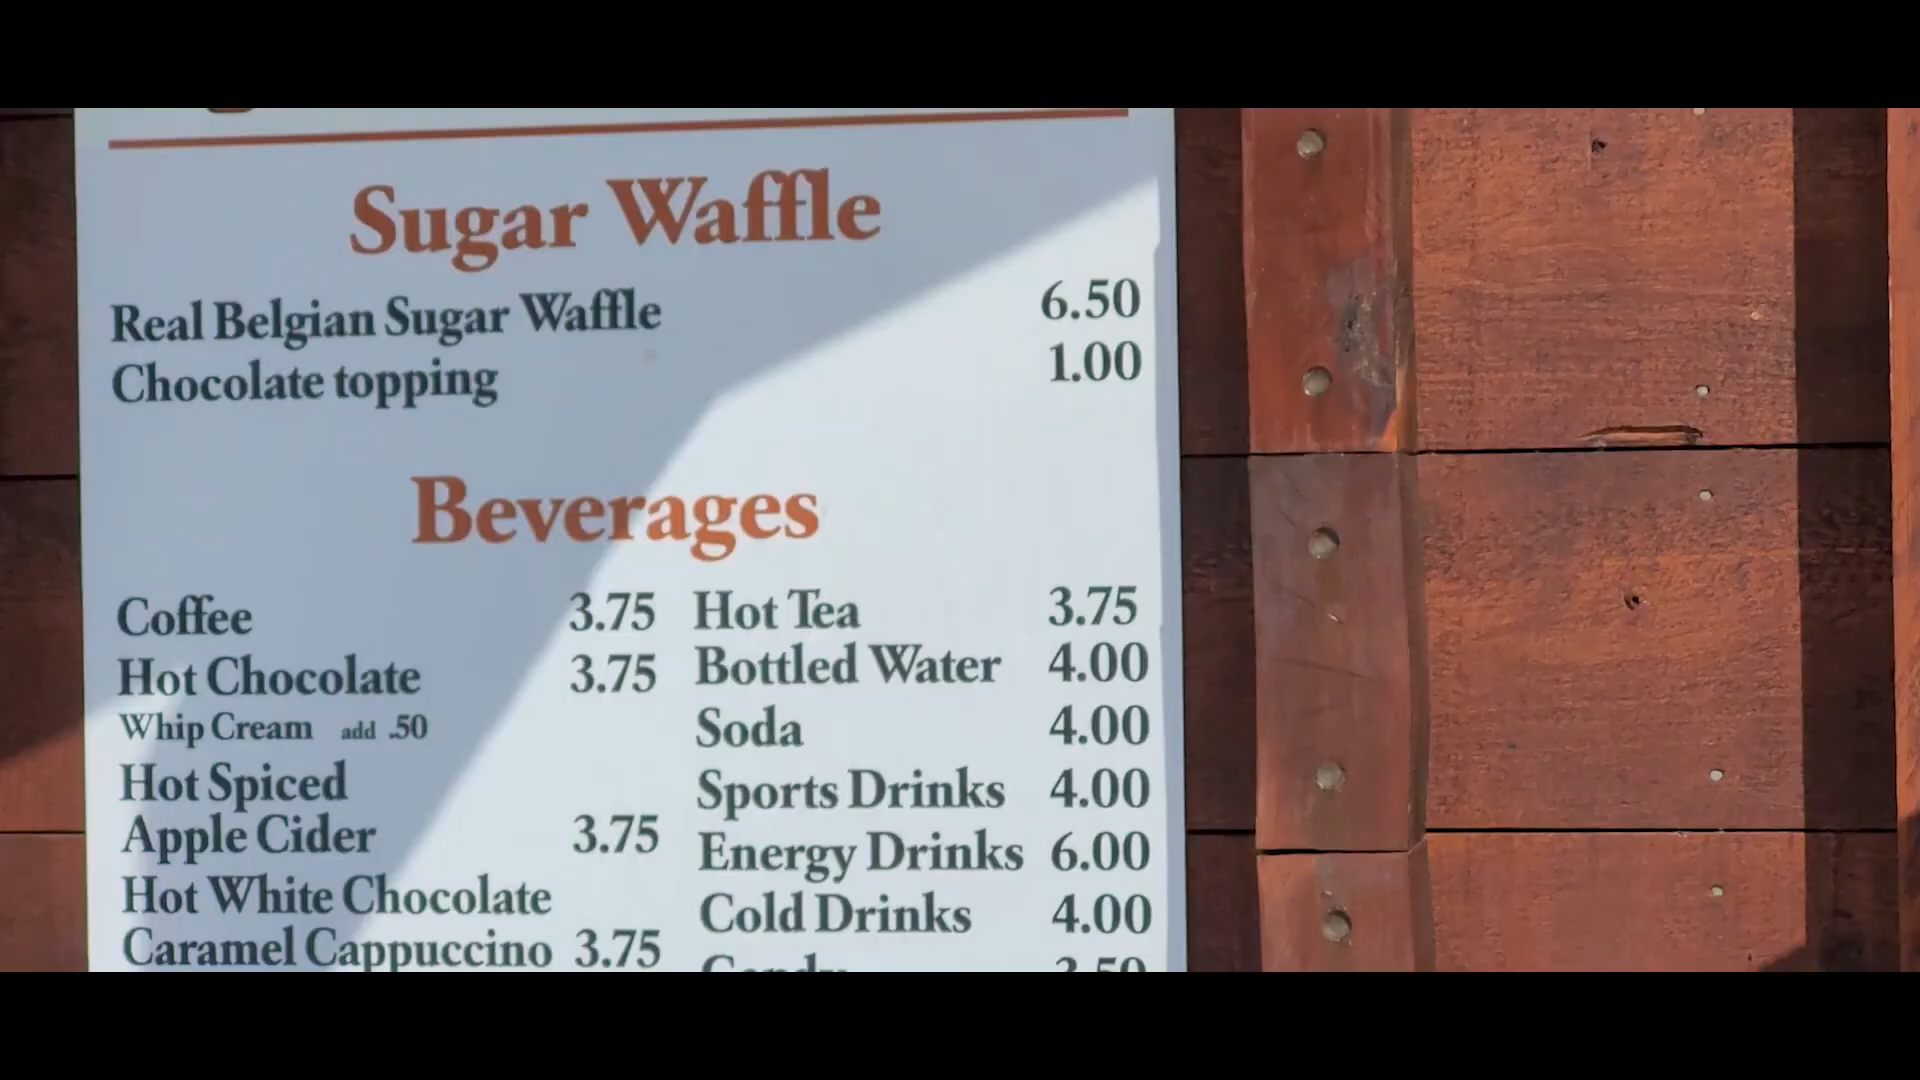 Sugar Waffle
Real Belgian Sugar Waffle 6.50
Chocolate topping 1.00
Beverages
Coffee 3.75
Hot Chocolate 3.75
Whip Cream add .50
Hot Spiced
Apple Cider 3.75
Hot White Chocolate
Caramel Cappuccino 3.75
Hot Tea 3.75
Bottled Water 4.00
Soda 4.00
Sports Drinks 4.00
Energy Drinks 6.00
Cold Drinks 4.00